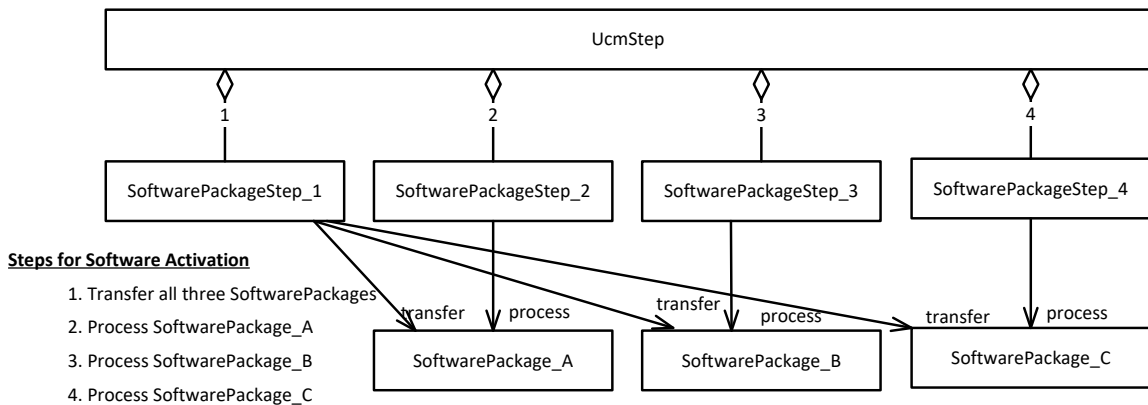 UcmStep
1
2
3
4
SoftwarePackageStep_1
SoftwarePackageStep_2
SoftwarePackageStep_3
SoftwarePackageStep_4
Steps for Software Activation
1. Transfer all three SoftwarePackages
2. Process SoftwarePackage_A
3. Process SoftwarePackage_B
4. Process SoftwarePackage_C
transfer
process
transfer
process
transfer
process
SoftwarePackage_A
SoftwarePackage_B
SoftwarePackage_C